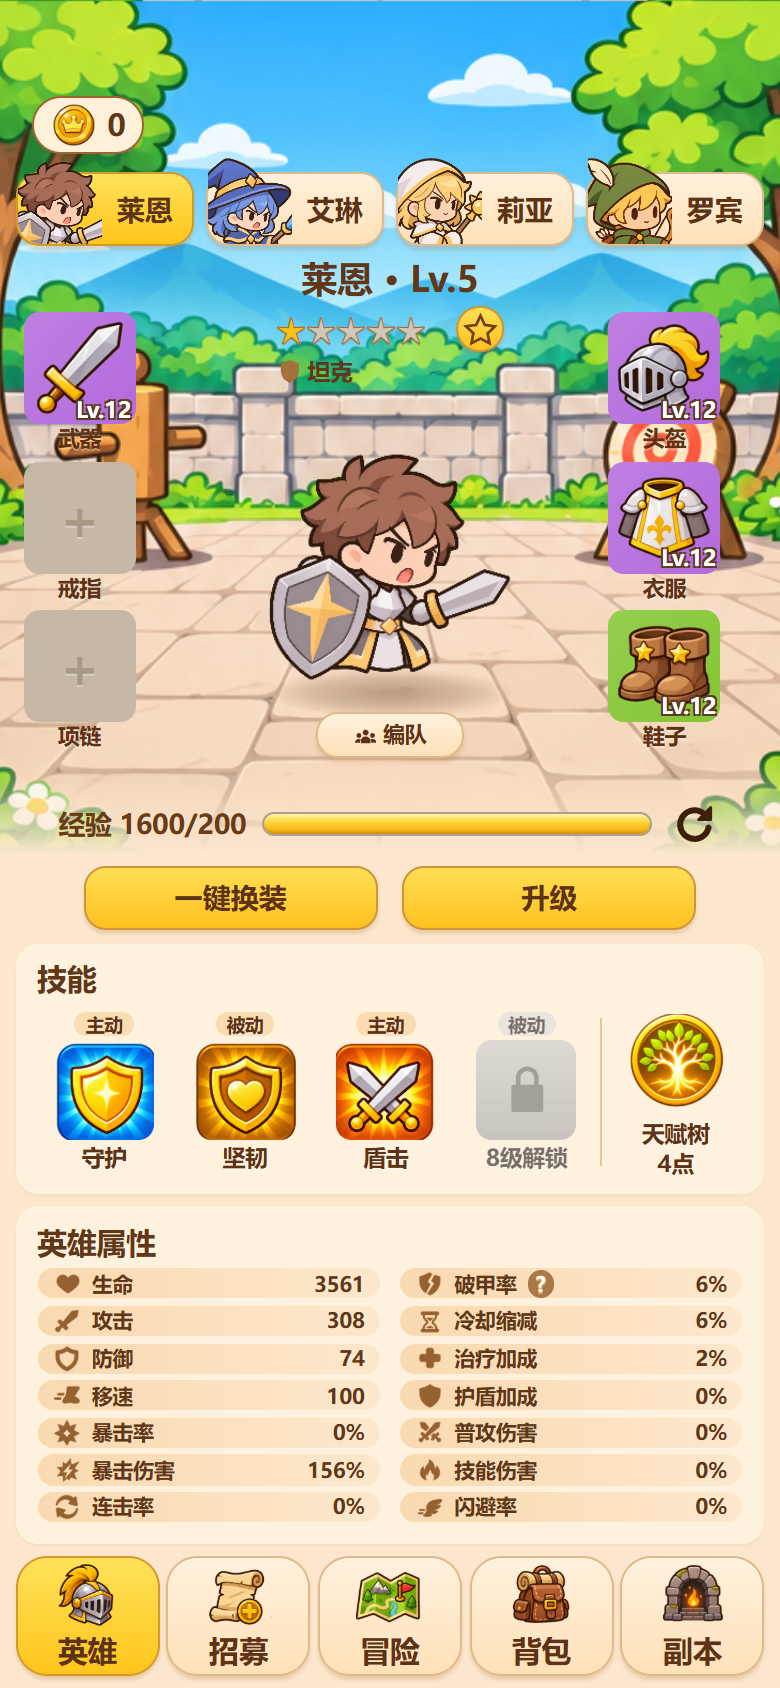 0
莱恩
艾琳
莉亚
罗宾
莱恩·Lv.5
坦克
Lv.12
武器
Lv.12
头盔
戒指
Lv.12
衣服
项链
Lv.12
鞋子
编队
经验 1600/200
一键换装
升级
技能
主动
被动
主动
被动
守护
坚韧
盾击
8级解锁
天赋树
4点
英雄属性
生命 3561
破甲率 ? 6%
攻击 308
冷却缩减 6%
防御 74
治疗加成 2%
移速 100
护盾加成 0%
暴击率 0%
普攻伤害 0%
暴击伤害 156%
技能伤害 0%
连击率 0%
闪避率 0%
英雄
招募
冒险
背包
副本